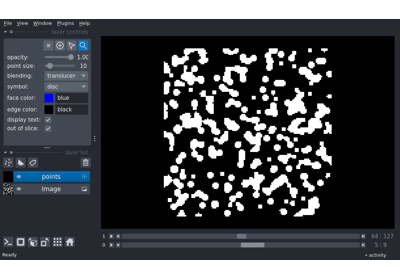 File View Window Plugins Help
layer controls
opacity: 1.00
point size: 10
blending: translucen
symbol: disc
face color: blue
edge color: black
display text:
out of slice:
layer list
points
Image
1 64 127
0 5 9
Ready activity